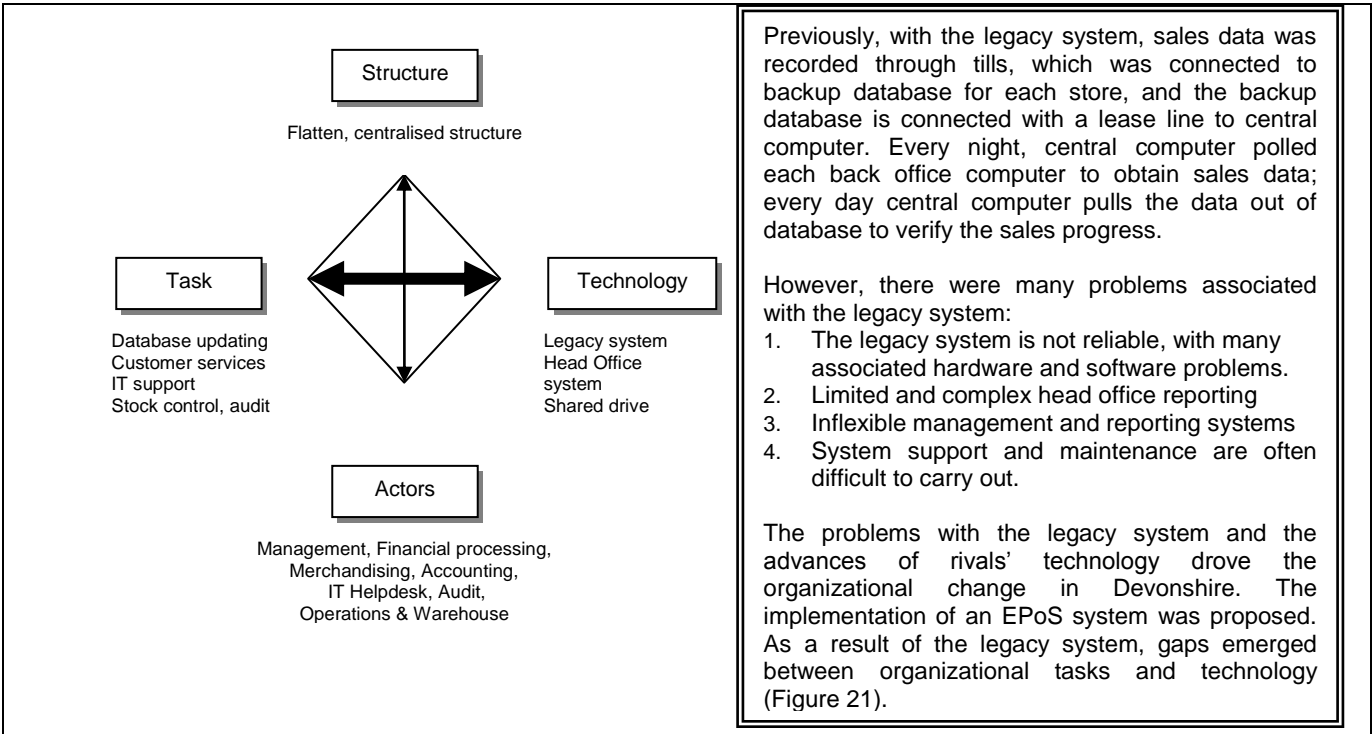 Structure
Flatten, centralised structure
Task
Database updating
Customer services
IT support
Stock control, audit
Technology
Legacy system
Head Office
system
Shared drive
Actors
Management, Financial processing,
Merchandising, Accounting,
IT Helpdesk, Audit,
Operations & Warehouse
Previously, with the legacy system, sales data was
recorded through tills, which was connected to
backup database for each store, and the backup
database is connected with a lease line to central
computer. Every night, central computer polled
each back office computer to obtain sales data;
every day central computer pulls the data out of
database to verify the sales progress.
However, there were many problems associated
with the legacy system:
1. The legacy system is not reliable, with many
associated hardware and software problems.
2. Limited and complex head office reporting
3. Inflexible management and reporting systems
4. System support and maintenance are often
difficult to carry out.
The problems with the legacy system and the
advances of rivals' technology drove the
organizational change in Devonshire. The
implementation of an EPoS system was proposed.
As a result of the legacy system, gaps emerged
between organizational tasks and technology
(Figure 21).